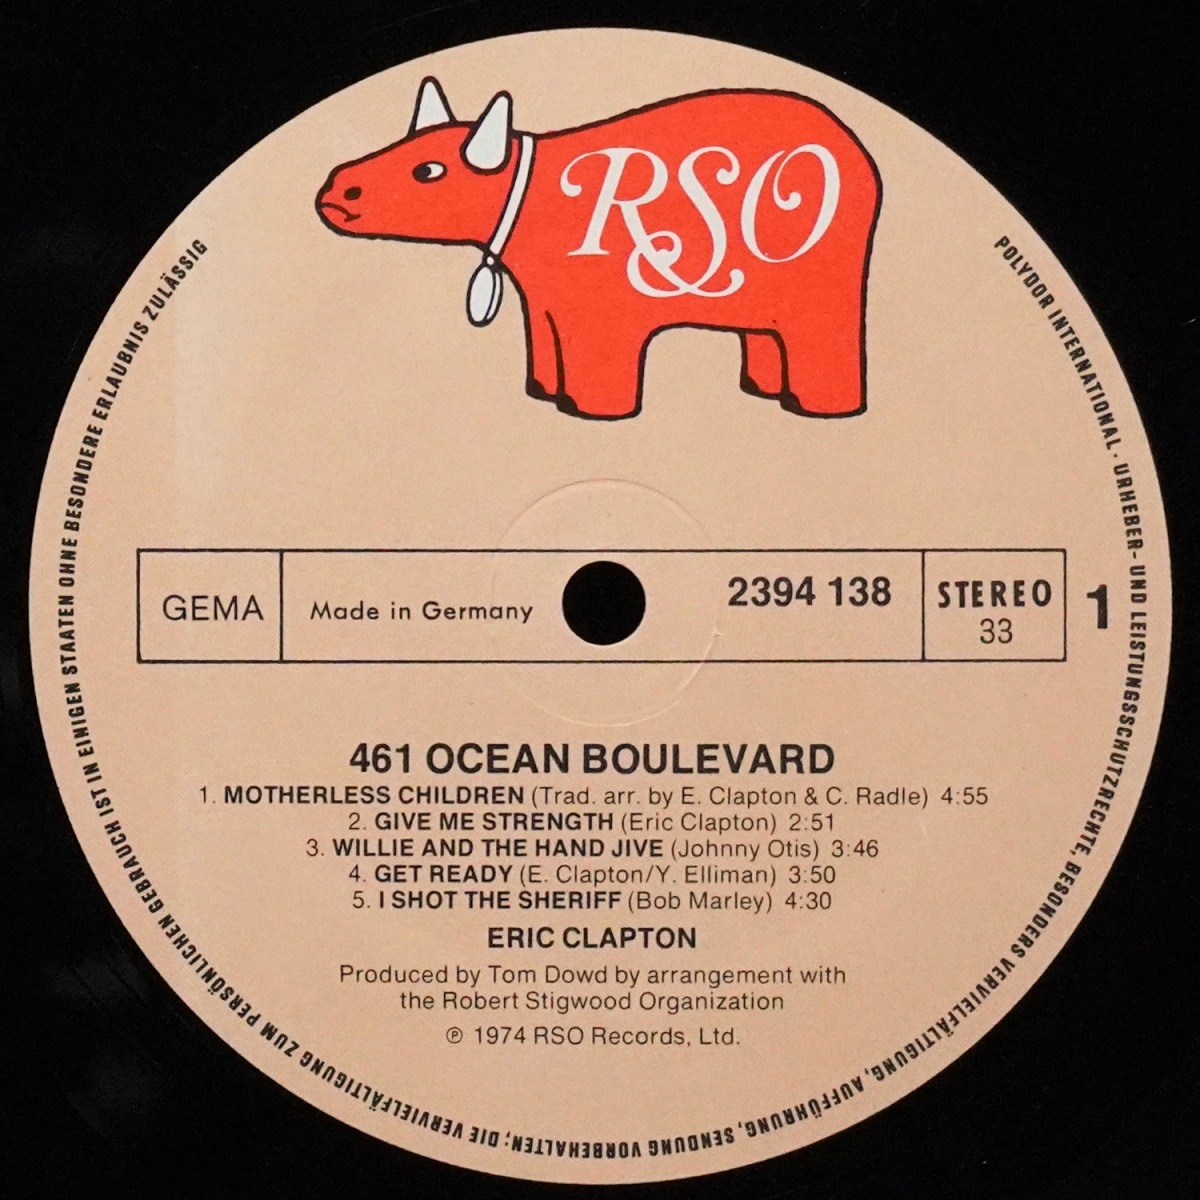 RSO
GEMA
Made in Germany
2394 138
STEREO
33
1
461 OCEAN BOULEVARD
1. MOTHERLESS CHILDREN (Trad. arr. by E. Clapton & C. Radle) 4:55
2. GIVE ME STRENGTH (Eric Clapton) 2:51
3. WILLIE AND THE HAND JIVE (Johnny Otis) 3:46
4. GET READY (E. Clapton/Y. Elliman) 3:50
5. I SHOT THE SHERIFF (Bob Marley) 4:30
ERIC CLAPTON
Produced by Tom Dowd by arrangement with
the Robert Stigwood Organization
℗ 1974 RSO Records, Ltd.
POLYDOR INTERNATIONAL · URHEBER- UND LEISTUNGSSCHUTZRECHTE, BESONDERS VERVIELFÄLTIGUNG, AUFFÜHRUNG, SENDUNG VORBEHALTEN; DIE VERVIELFÄLTIGUNG ZUM PERSÖNLICHEN GEBRAUCH IST IN EINIGEN STAATEN OHNE BESONDERE ERLAUBNIS ZULÄSSIG